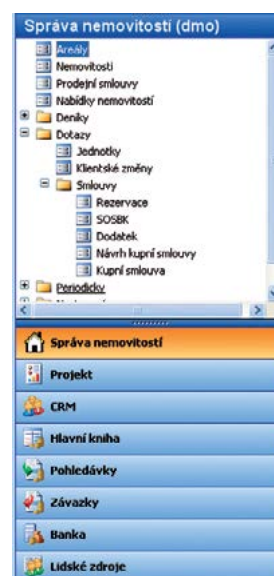 Správa nemovitostí (dmo)
Areály
Nemovitosti
Prodejní smlouvy
Nabídky nemovitostí
Deníky
Dotazy
Jednotky
Klientské změny
Smlouvy
Rezervace
SOSBK
Dodatek
Návrh kupní smlouvy
Kupní smlouva
Periodicky
Správa nemovitostí
Projekt
CRM
Hlavní kniha
Pohledávky
Závazky
Banka
Lidské zdroje